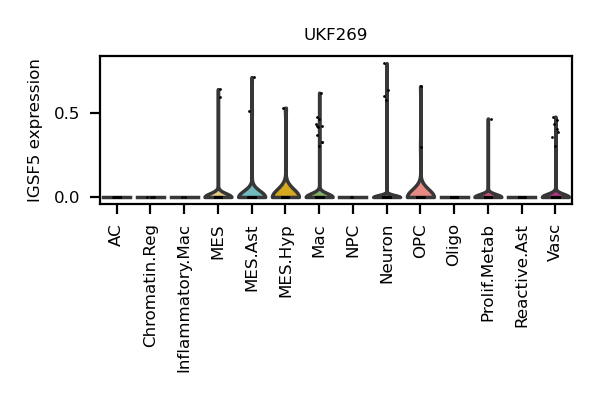 UKF269
IGSF5 expression
0.5
0.0
AC
Chromatin.Reg
Inflammatory.Mac
MES
MES.Ast
MES.Hyp
Mac
NPC
Neuron
OPC
Oligo
Prolif.Metab
Reactive.Ast
Vasc